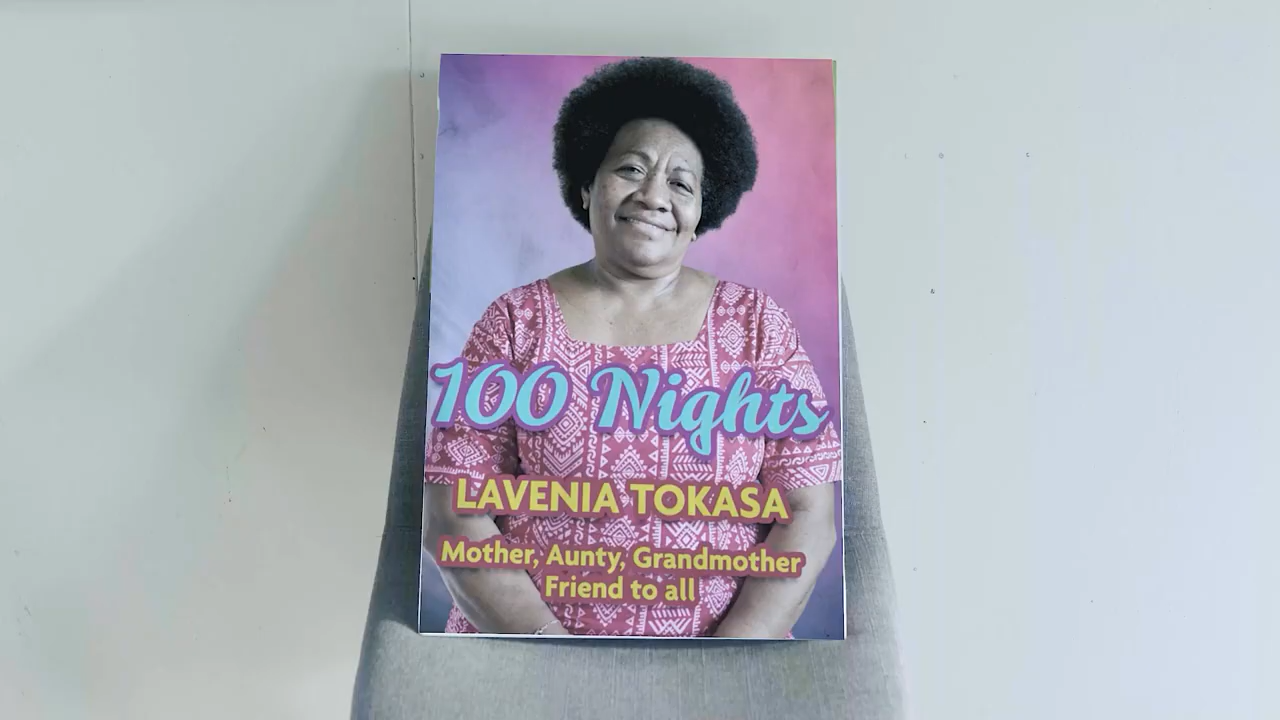 100 Nights
LAVENIA TOKASA
Mother, Aunty, Grandmother
Friend to all